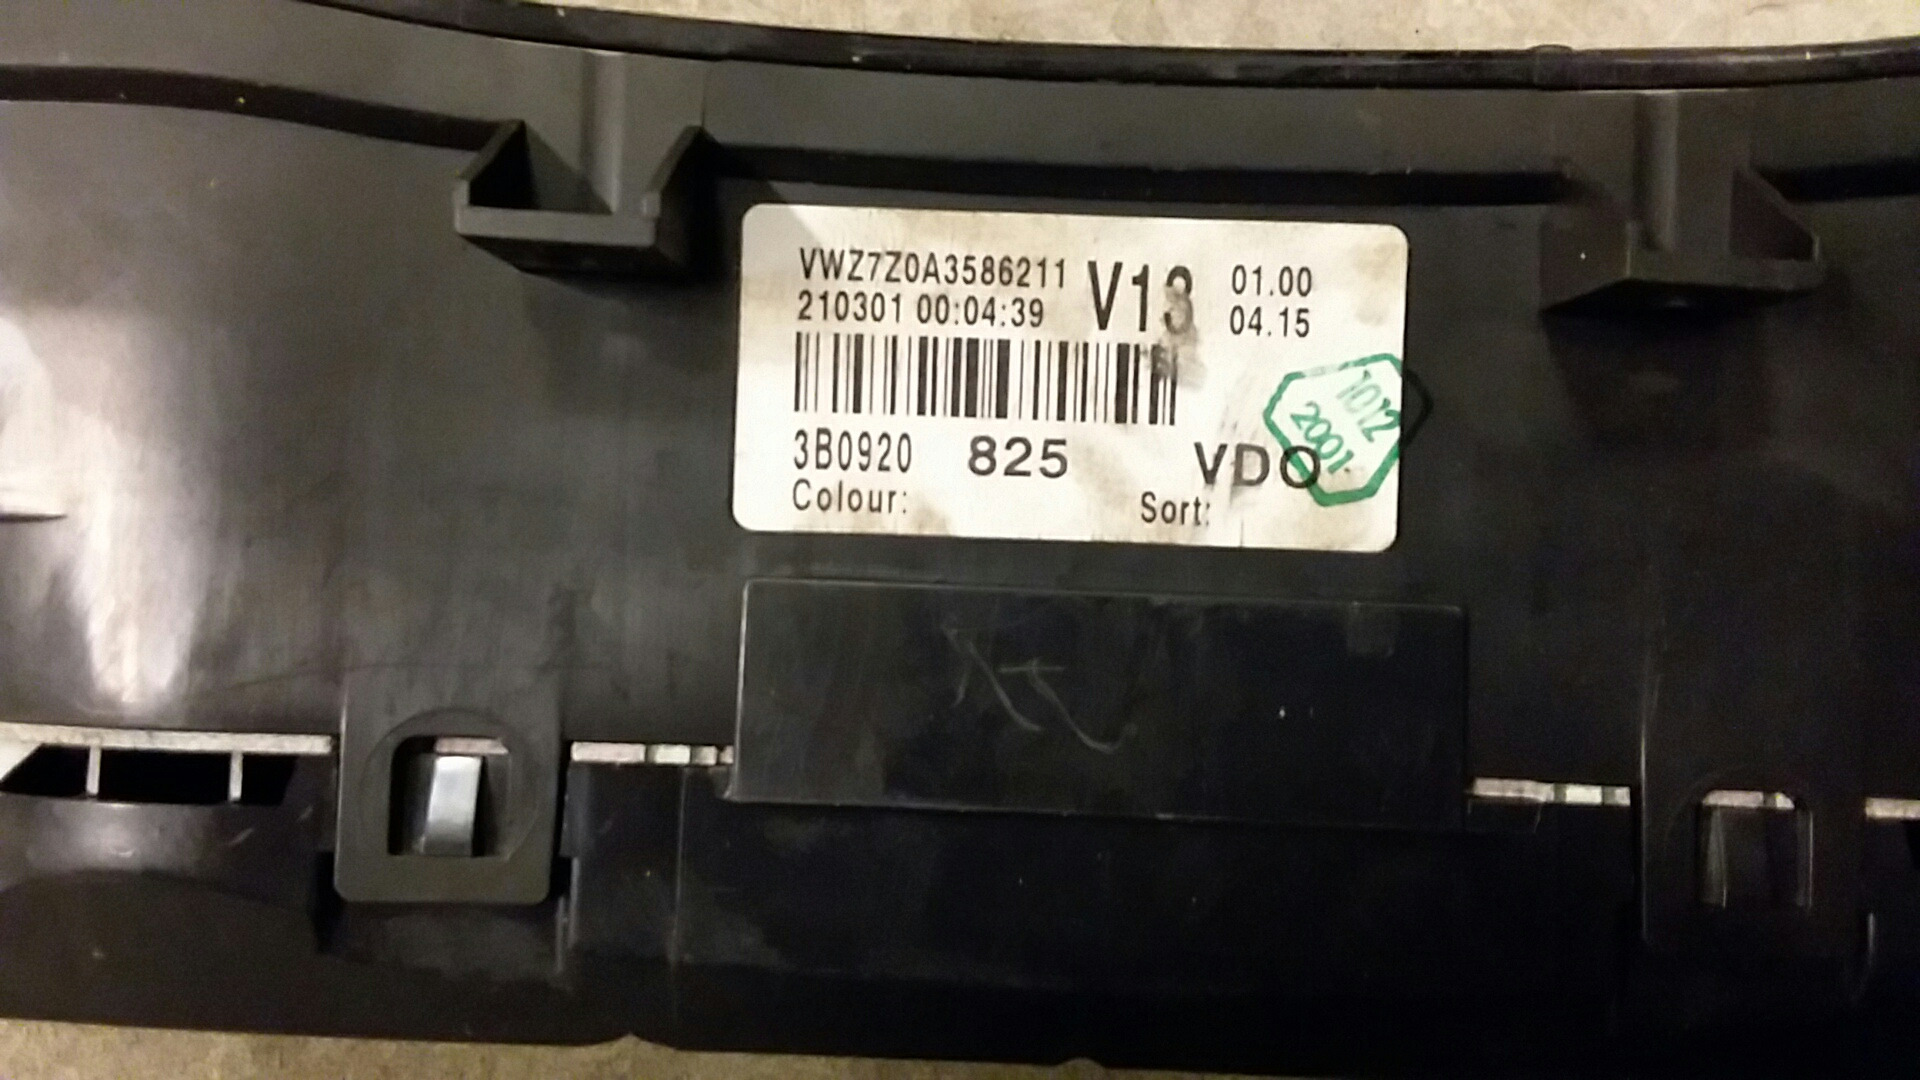 VWZ7Z0A3586211 V13 01.00
210301 00:04:39 04.15
3B0920 825 VDO
Colour: Sort:
1012
2001